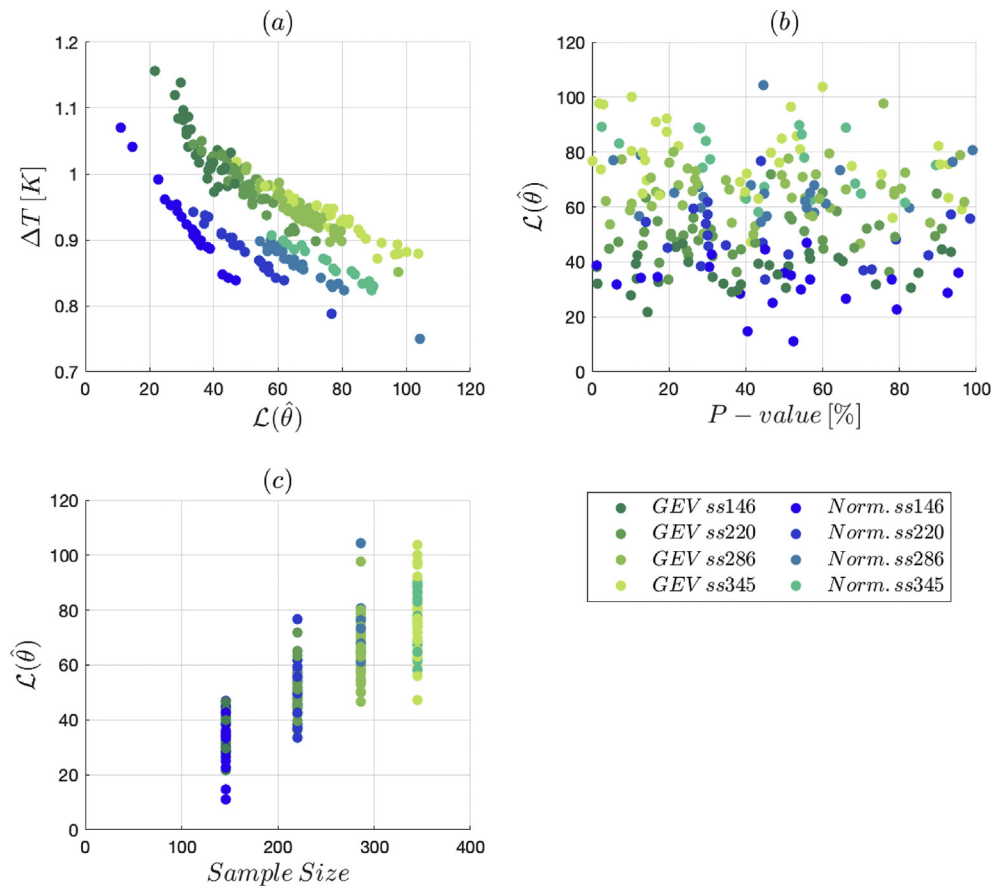 (a)
1.2
1.1
1
0.9
0.8
0.7
ΔT [K]
0 20 40 60 80 100 120
ℒ(θ̂)
(b)
120
100
80
60
40
20
0
ℒ(θ̂)
0 20 40 60 80 100
P − value [%]
(c)
120
100
80
60
40
20
0
ℒ(θ̂)
0 100 200 300 400
Sample Size
GEV ss146 Norm. ss146
GEV ss220 Norm. ss220
GEV ss286 Norm. ss286
GEV ss345 Norm. ss345